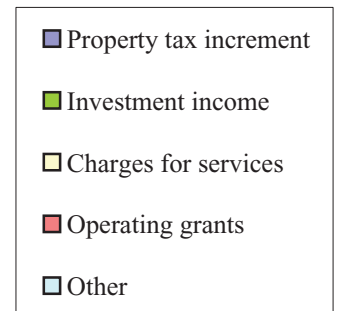 Property tax increment
Investment income
Charges for services
Operating grants
Other